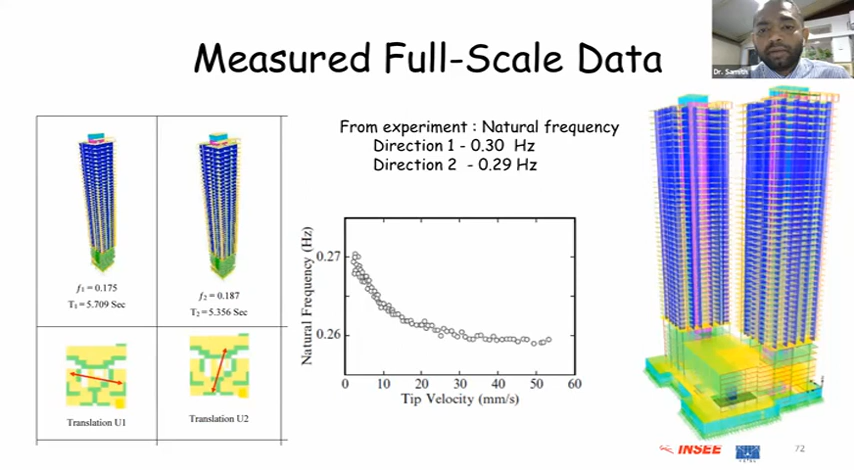 Measured Full-Scale Data
Dr. Samith
f₁ = 0.175
T₁ = 5.709 Sec
f₂ = 0.187
T₂ = 5.356 Sec
Translation U1
Translation U2
From experiment : Natural frequency
Direction 1 - 0.30 Hz
Direction 2 - 0.29 Hz
Natural Frequency (Hz)
0.27
0.26
0 10 20 30 40 50 60
Tip Velocity (mm/s)
INSEE
72